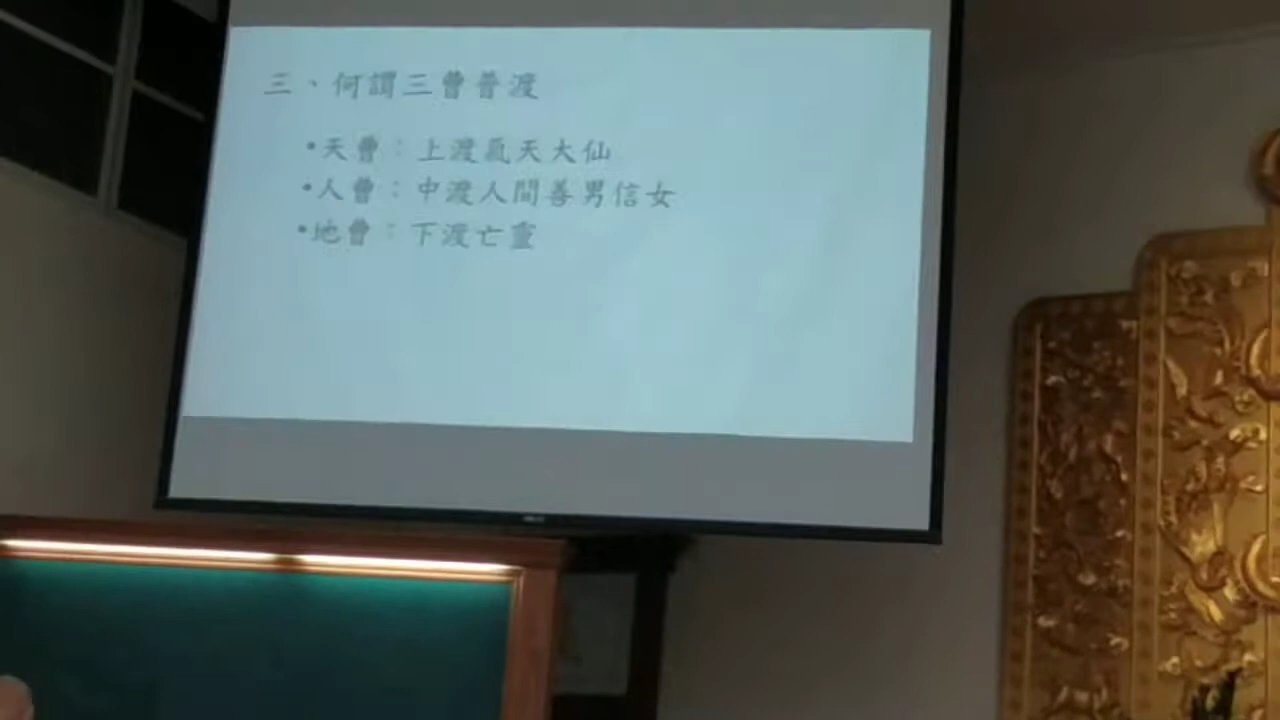 三、何謂三曹普渡
•天曹：上渡氣天大仙
•人曹：中渡人間善男信女
•地曹：下渡亡靈